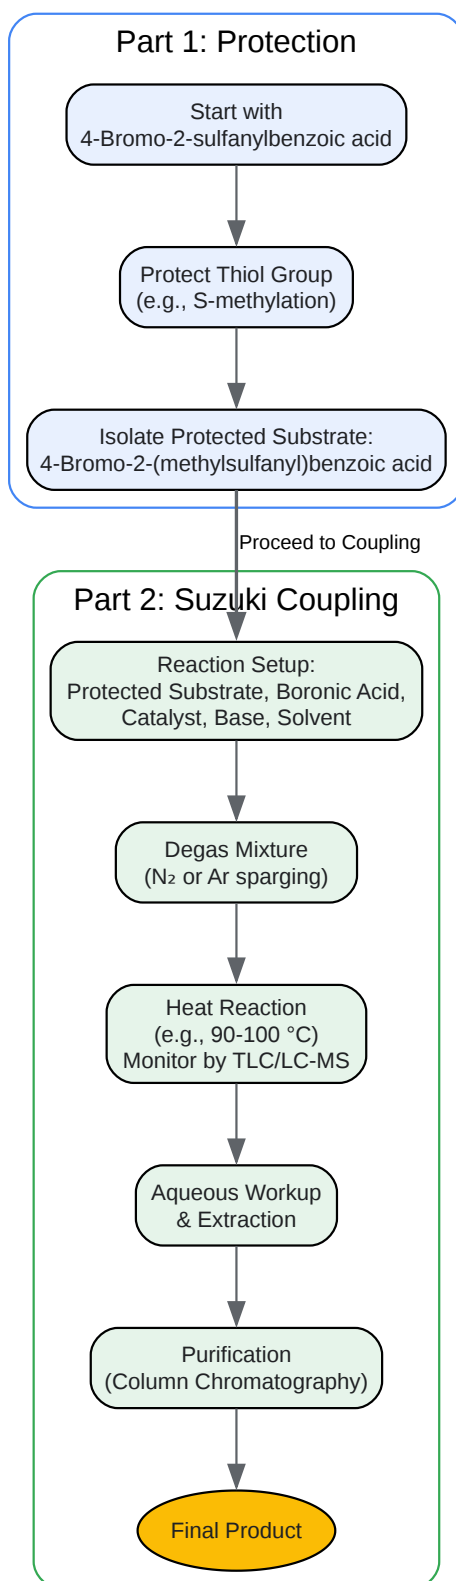 Part 1: Protection
Start with
4-Bromo-2-sulfanylbenzoic acid
Protect Thiol Group
(e.g., S-methylation)
Isolate Protected Substrate:
4-Bromo-2-(methylsulfanyl)benzoic acid
Proceed to Coupling
Part 2: Suzuki Coupling
Reaction Setup:
Protected Substrate, Boronic Acid,
Catalyst, Base, Solvent
Degas Mixture
(N₂ or Ar sparging)
Heat Reaction
(e.g., 90-100 °C)
Monitor by TLC/LC-MS
Aqueous Workup
& Extraction
Purification
(Column Chromatography)
Final Product